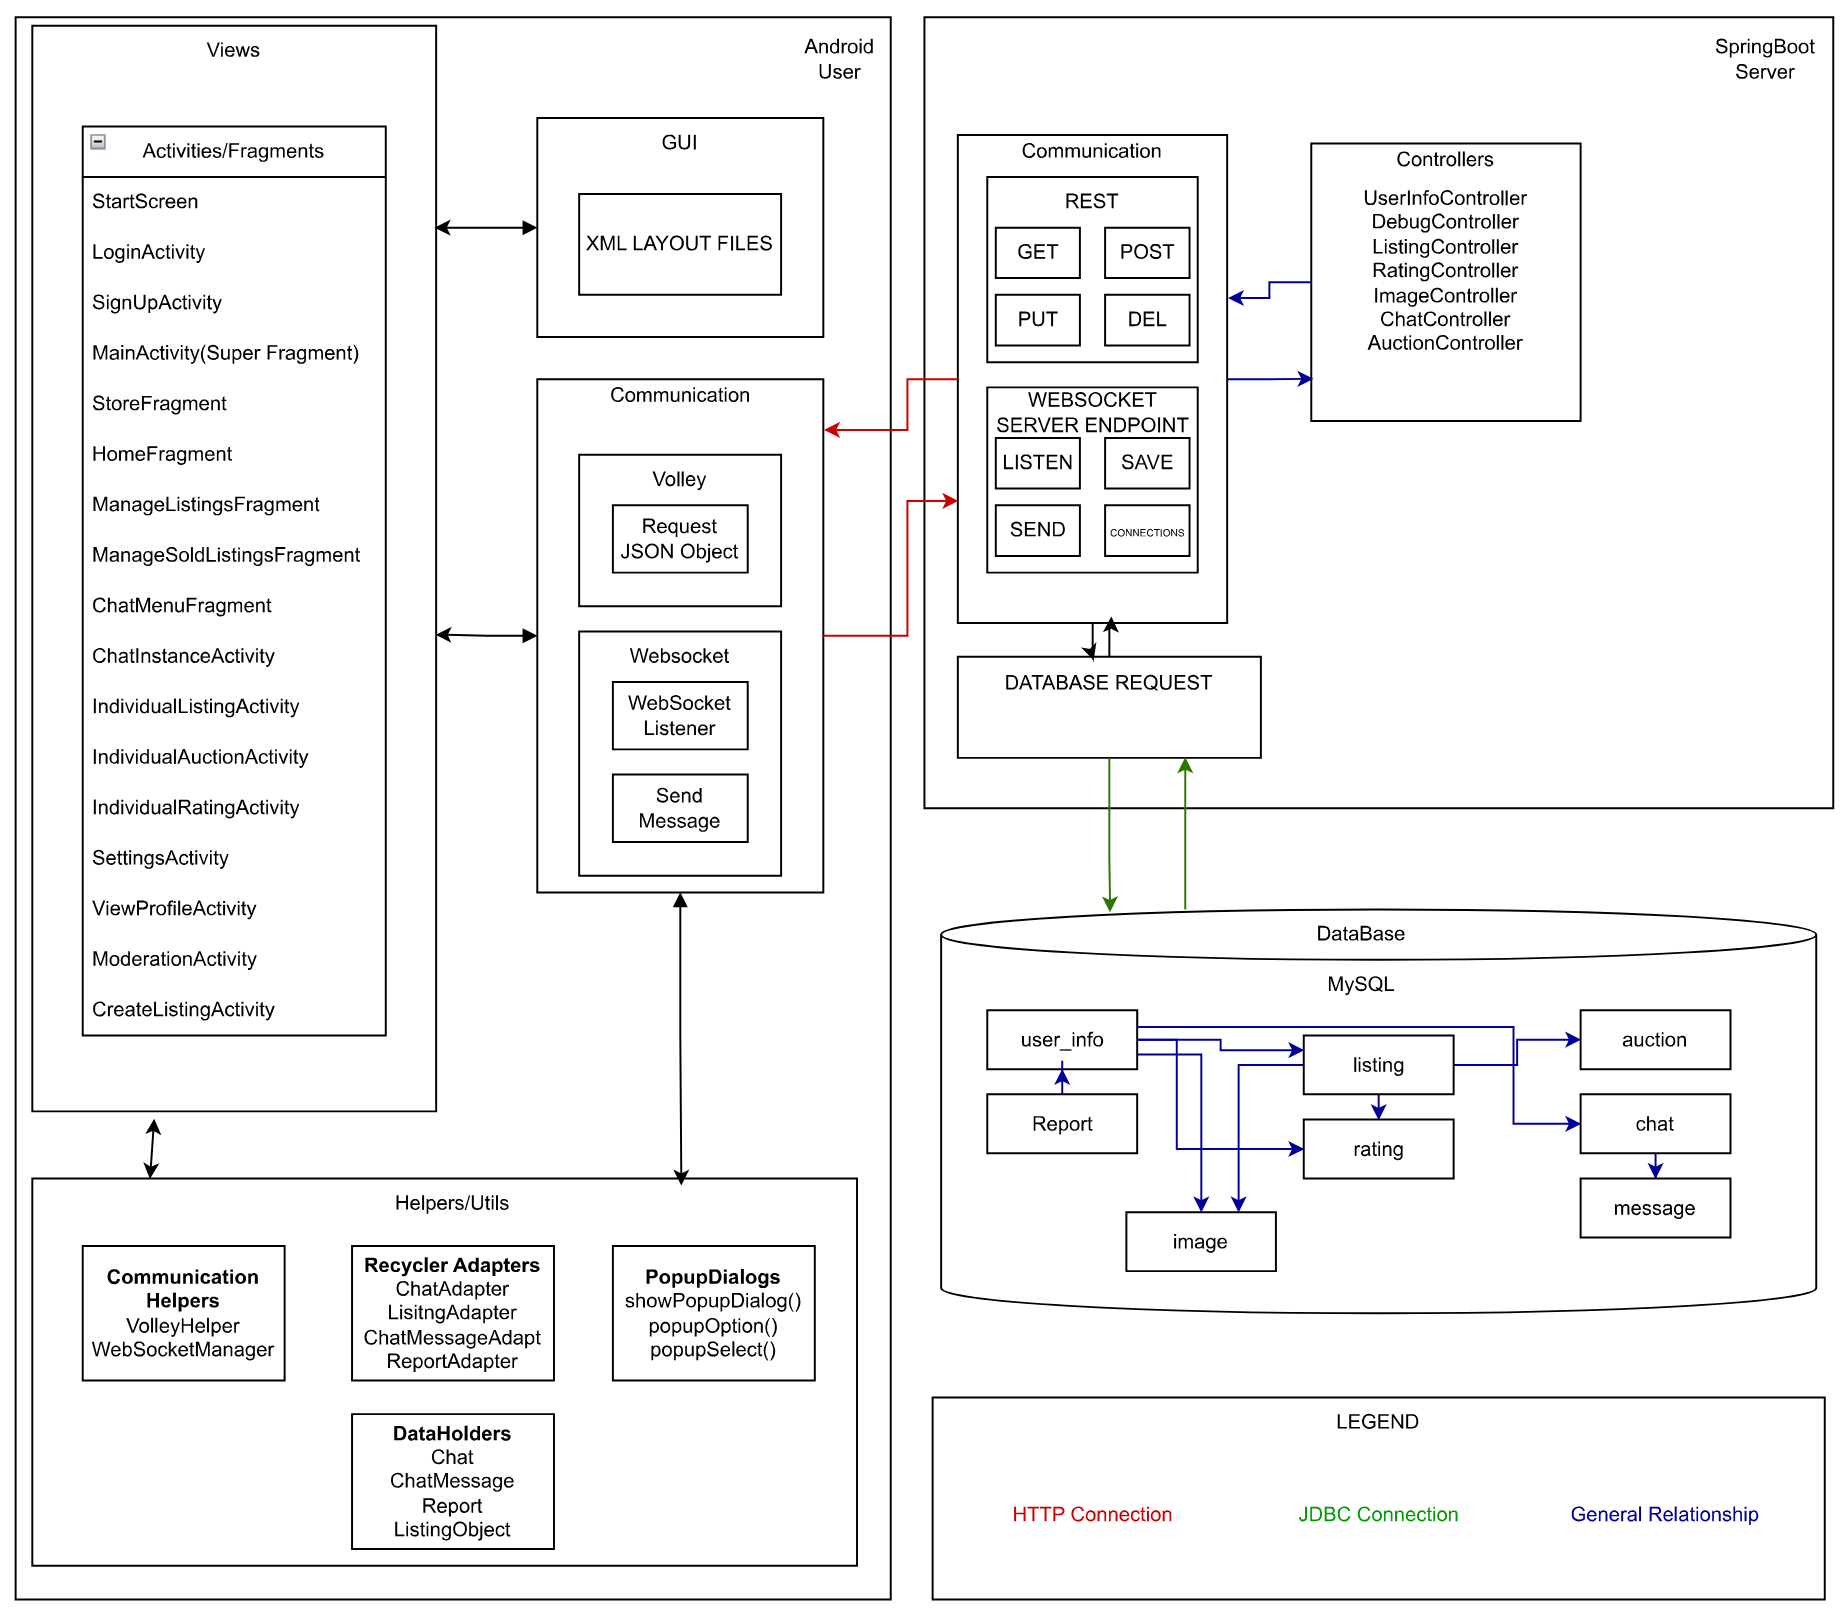 Views
Android
User
Activities/Fragments
StartScreen
LoginActivity
SignUpActivity
MainActivity(Super Fragment)
StoreFragment
HomeFragment
ManageListingsFragment
ManageSoldListingsFragment
ChatMenuFragment
ChatInstanceActivity
IndividualListingActivity
IndividualAuctionActivity
IndividualRatingActivity
SettingsActivity
ViewProfileActivity
ModerationActivity
CreateListingActivity
GUI
XML LAYOUT FILES
Communication
Volley
Request
JSON Object
Websocket
WebSocket
Listener
Send
Message
Helpers/Utils
Communication
Helpers
VolleyHelper
WebSocketManager
Recycler Adapters
ChatAdapter
LisitngAdapter
ChatMessageAdapt
ReportAdapter
PopupDialogs
showPopupDialog()
popupOption()
popupSelect()
DataHolders
Chat
ChatMessage
Report
ListingObject
SpringBoot
Server
Communication
REST
GET
POST
PUT
DEL
WEBSOCKET
SERVER ENDPOINT
LISTEN
SAVE
SEND
CONNECTIONS
Controllers
UserInfoController
DebugController
ListingController
RatingController
ImageController
ChatController
AuctionController
DATABASE REQUEST
DataBase
MySQL
user_info
listing
auction
Report
rating
chat
image
message
LEGEND
HTTP Connection
JDBC Connection
General Relationship